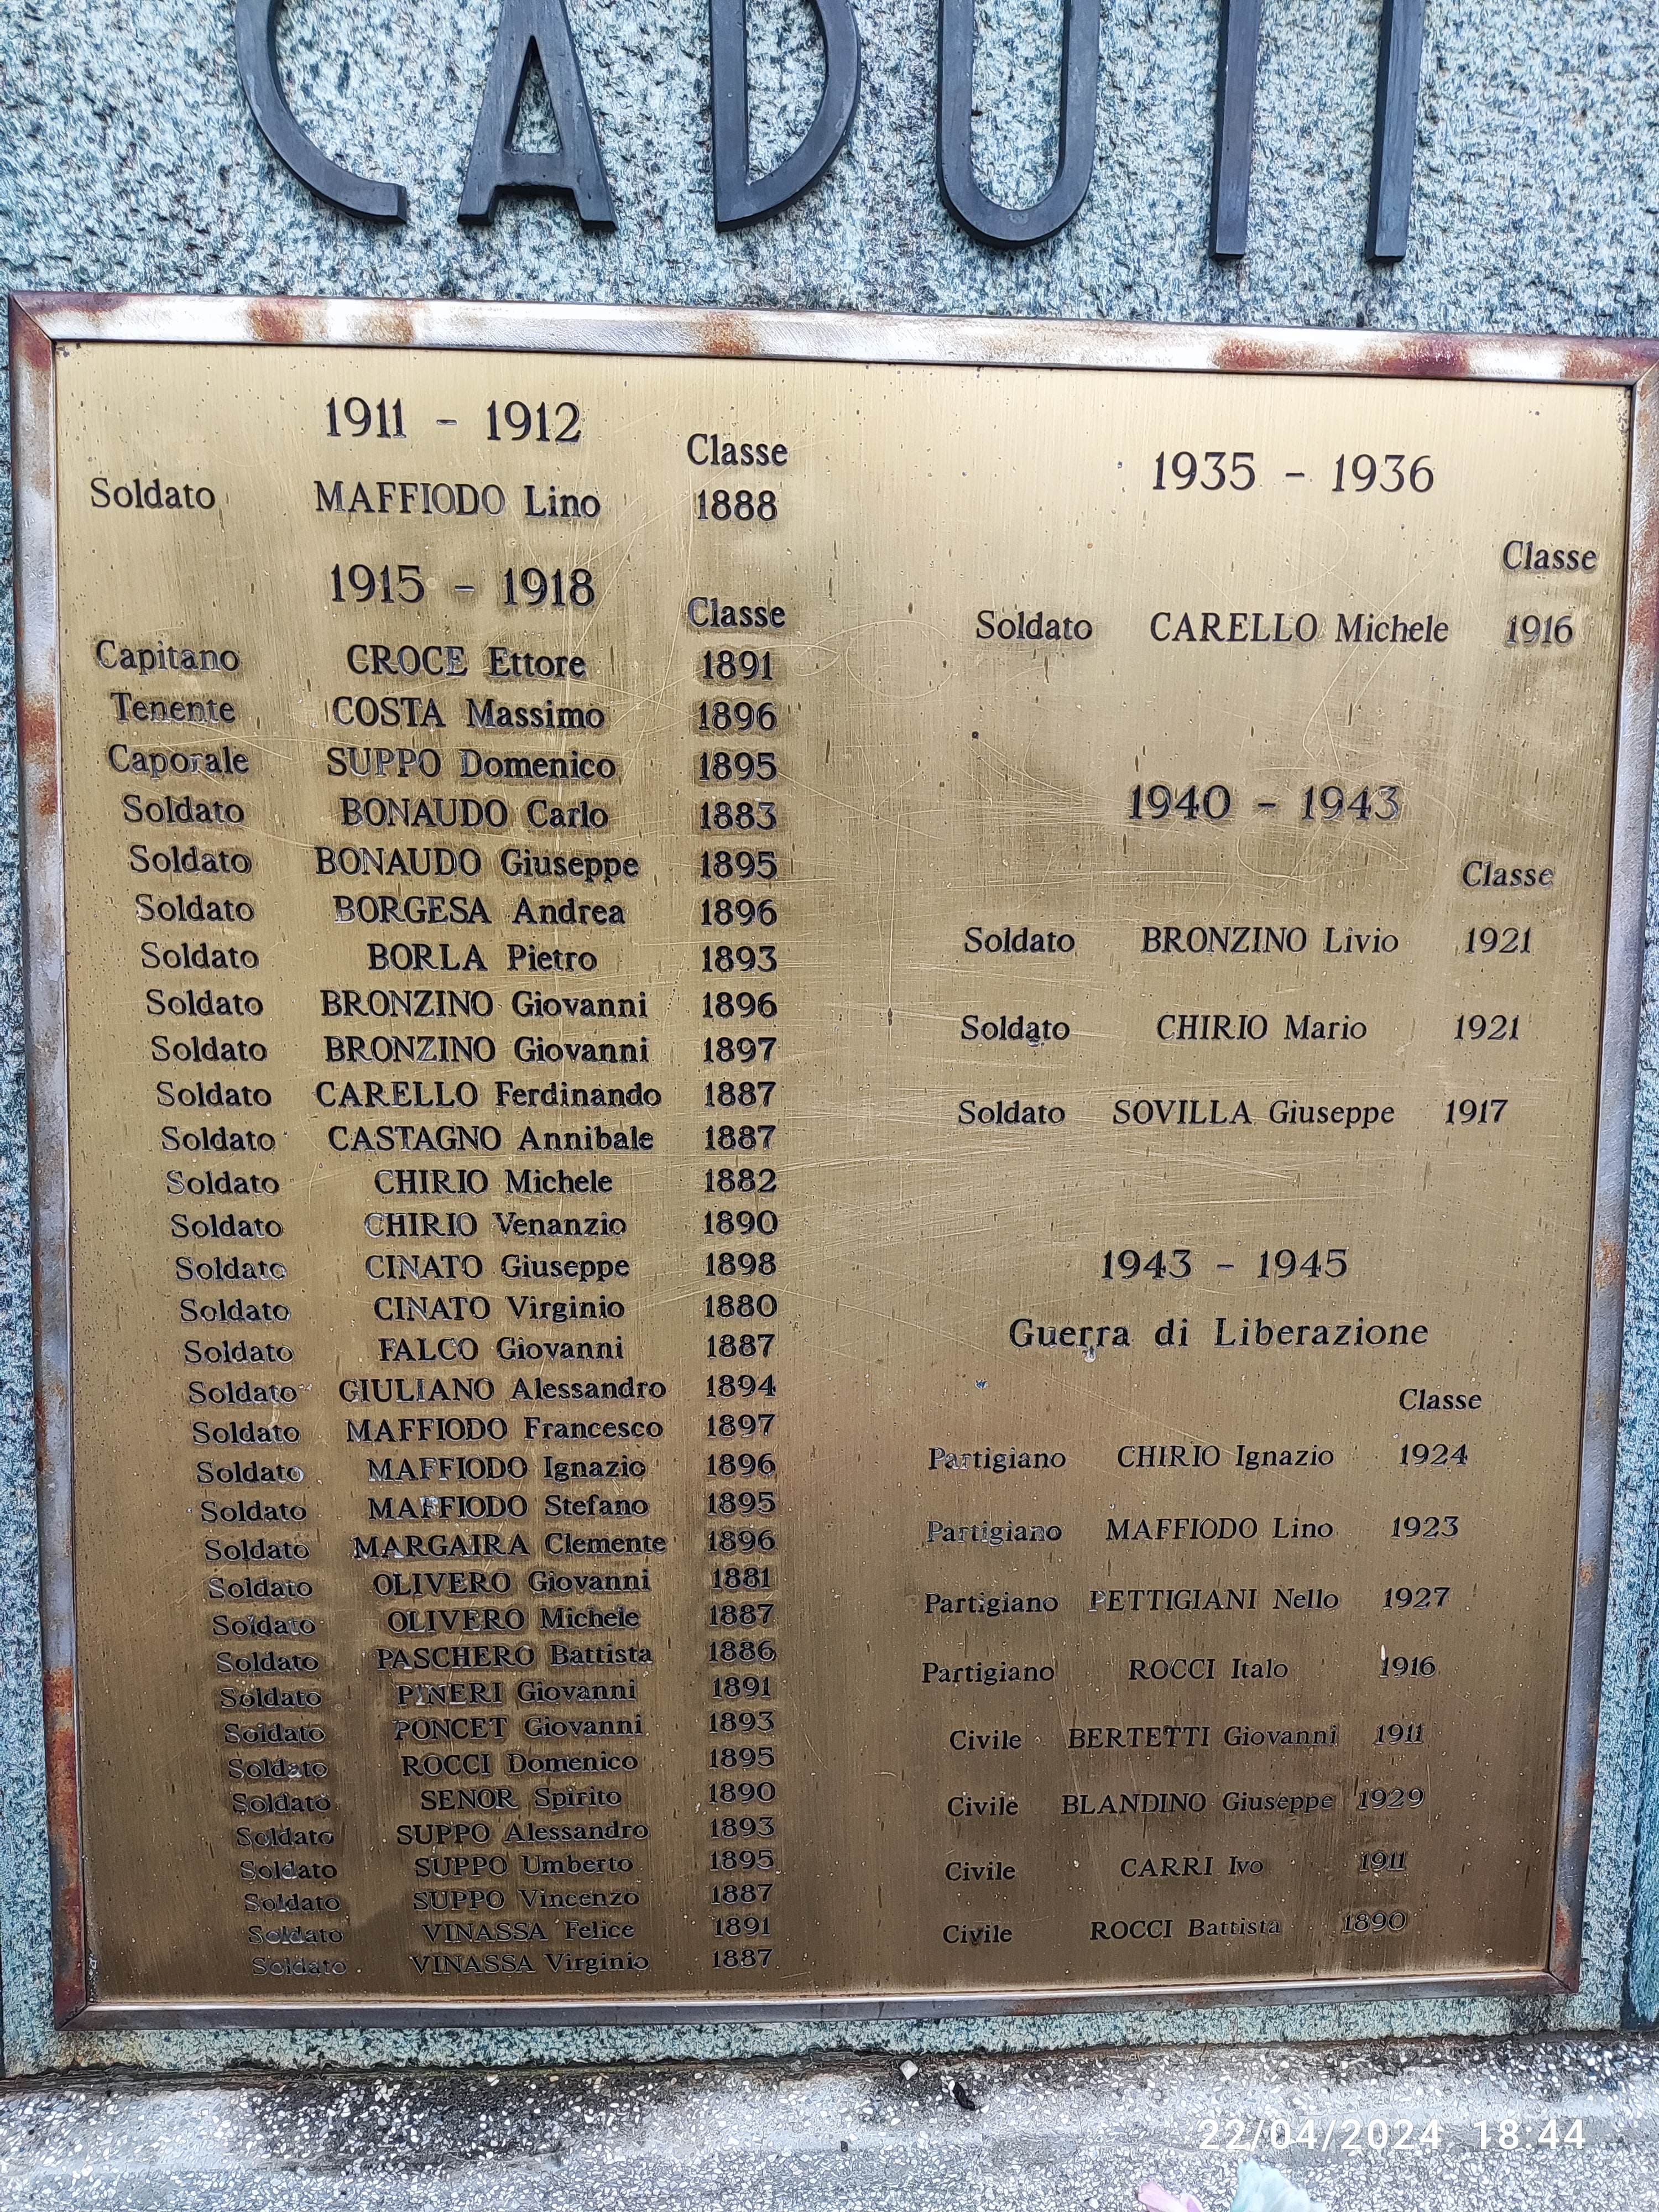 CADUTI
1911 - 1912
Classe
Soldato MAFFIODO Lino 1888
1915 - 1918
Classe
Capitano CROCE Ettore 1891
Tenente COSTA Massimo 1896
Caporale SUPPO Domenico 1895
Soldato BONAUDO Carlo 1883
Soldato BONAUDO Giuseppe 1895
Soldato BORGESA Andrea 1896
Soldato BORLA Pietro 1893
Soldato BRONZINO Giovanni 1896
Soldato BRONZINO Giovanni 1897
Soldato CARELLO Ferdinando 1887
Soldato CASTAGNO Annibale 1887
Soldato CHIRIO Michele 1882
Soldato CHIRIO Venanzio 1890
Soldato CINATO Giuseppe 1898
Soldato CINATO Virginio 1880
Soldato FALCO Giovanni 1887
Soldato GIULIANO Alessandro 1894
Soldato MAFFIODO Francesco 1897
Soldato MAFFIODO Ignazio 1896
Soldato MAFFIODO Stefano 1895
Soldato MARGAIRA Clemente 1896
Soldato OLIVERO Giovanni 1881
Soldato OLIVERO Michele 1887
Soldato PASCHERO Battista 1886
Soldato PINERI Giovanni 1891
Soldato PONCET Giovanni 1893
Soldato ROCCI Domenico 1895
Soldato SENOR Spirito 1890
Soldato SUPPO Alessandro 1893
Soldato SUPPO Umberto 1895
Soldato SUPPO Vincenzo 1887
Soldato VINASSA Felice 1891
Soldato VINASSA Virginio 1887
1935 - 1936
Classe
Soldato CARELLO Michele 1916
1940 - 1943
Classe
Soldato BRONZINO Livio 1921
Soldato CHIRIO Mario 1921
Soldato SOVILLA Giuseppe 1917
1943 - 1945
Guerra di Liberazione
Classe
Partigiano CHIRIO Ignazio 1924
Partigiano MAFFIODO Lino 1923
Partigiano PETTIGIANI Nello 1927
Partigiano ROCCI Italo 1916
Civile BERTETTI Giovanni 1911
Civile BLANDINO Giuseppe 1929
Civile CARRI Ivo 1911
Civile ROCCI Battista 1890
22/04/2024 18:44